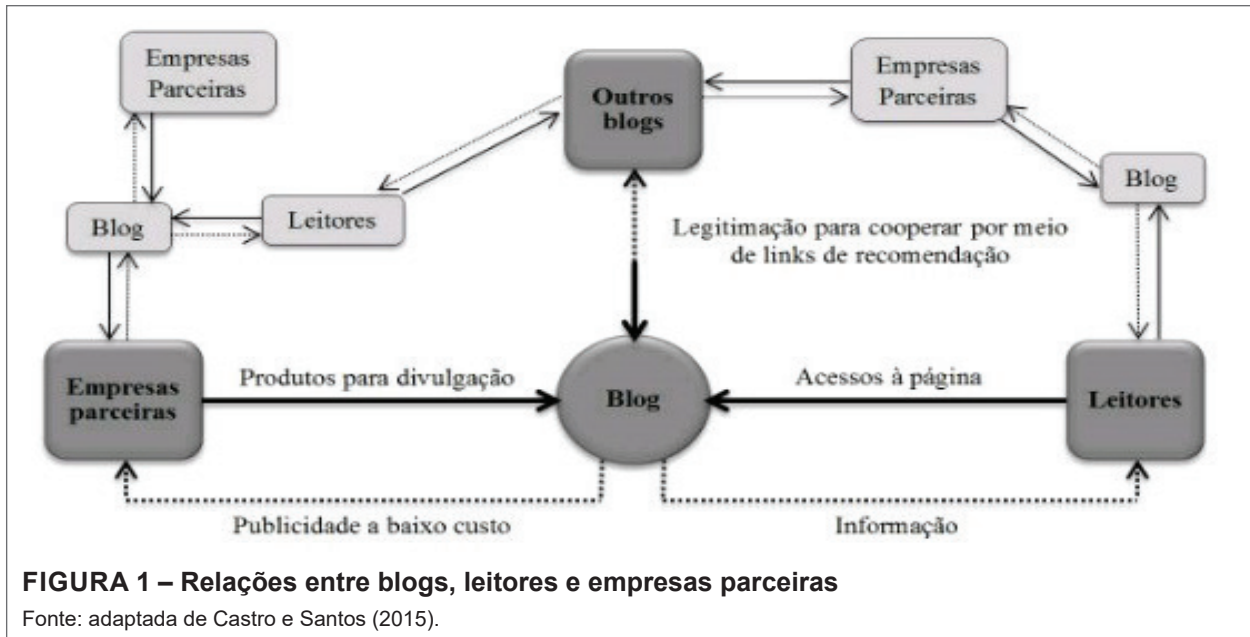 Empresas
Parceiras
Outros
blogs
Empresas
Parceiras
Blog
Leitores
Blog
Legitimação para cooperar por meio
de links de recomendação
Empresas
parceiras
Produtos para divulgação
Blog
Acessos à página
Leitores
Publicidade a baixo custo
Informação
FIGURA 1 – Relações entre blogs, leitores e empresas parceiras
Fonte: adaptada de Castro e Santos (2015).